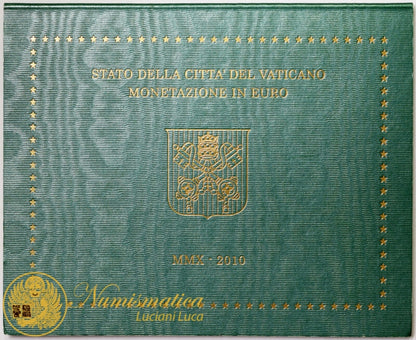 STATO DELLA CITTA' DEL VATICANO
MONETAZIONE IN EURO
MMX - 2010
Numismatica
Luciani Luca